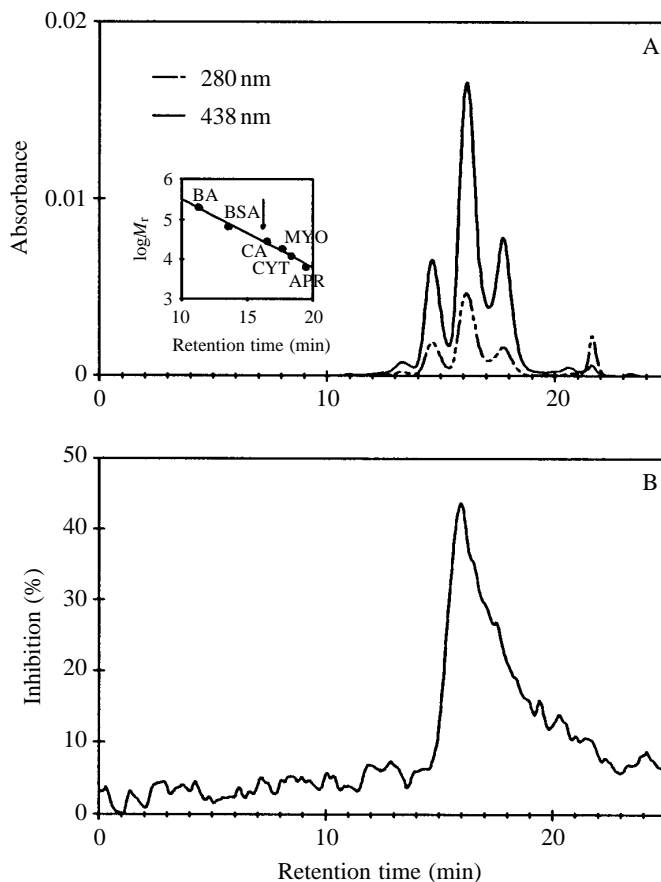 0.02
A
280 nm
438 nm
Absorbance
0.01
6
BA
5
BSA
MYO
logMr
4
CA
CYT
APR
3
10
20
Retention time (min)
0
0
10
20
50
B
40
30
Inhibition (%)
20
10
0
0
10
20
Retention time (min)